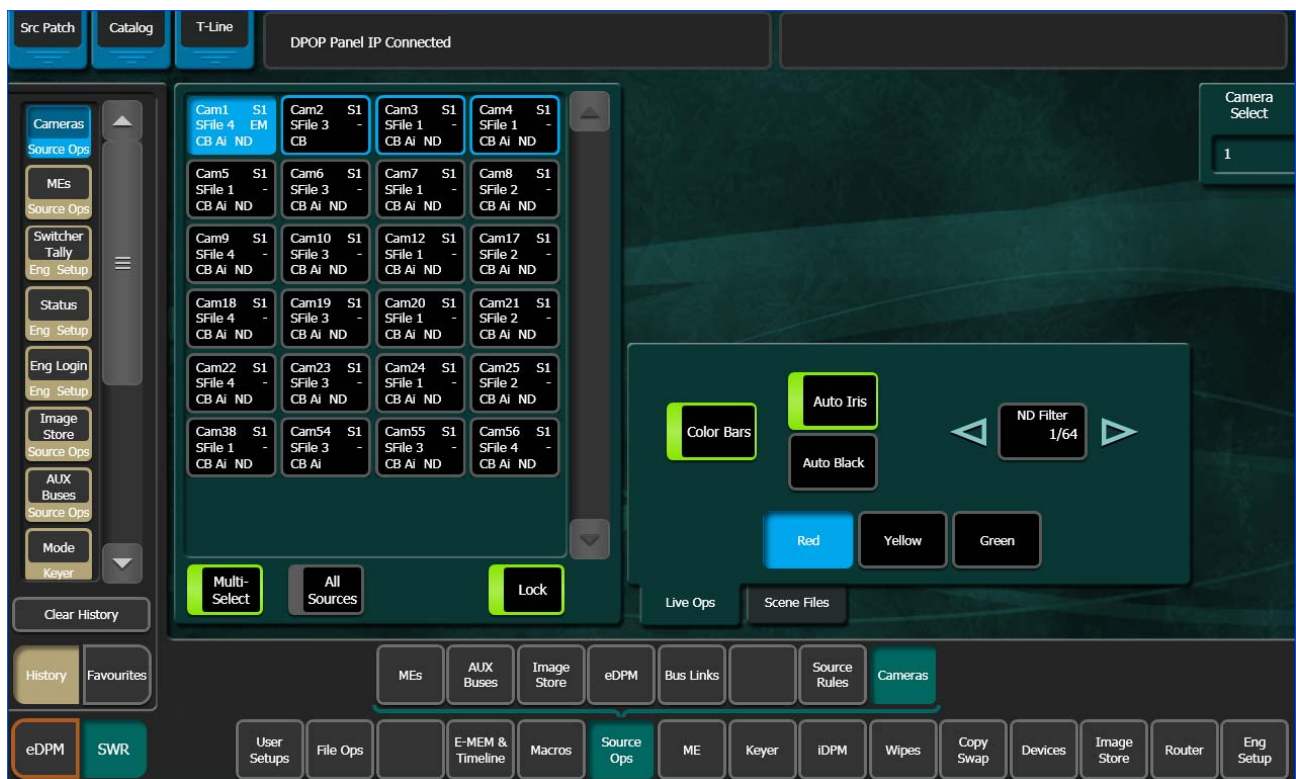 Src Patch
Catalog
T-Line
DPOP Panel IP Connected
Cameras
Source Ops
MEs
Source Ops
Switcher
Tally
Eng Setup
Status
Eng Setup
Eng Login
Eng Setup
Image
Store
Source Ops
AUX
Buses
Source Ops
Mode
Keyer
Clear History
History
Favourites
Cam1 S1
SFile 4 EM
CB Ai ND
Cam2 S1
SFile 3 -
CB
Cam3 S1
SFile 1 -
CB Ai ND
Cam4 S1
SFile 1 -
CB Ai ND
Cam5 S1
SFile 1 -
CB Ai ND
Cam6 S1
SFile 3 -
CB Ai ND
Cam7 S1
SFile 1 -
CB Ai ND
Cam8 S1
SFile 2 -
CB Ai ND
Cam9 S1
SFile 4 -
CB Ai ND
Cam10 S1
SFile 3 -
CB Ai ND
Cam12 S1
SFile 1 -
CB Ai ND
Cam17 S1
SFile 2 -
CB Ai ND
Cam18 S1
SFile 4 -
CB Ai ND
Cam19 S1
SFile 3 -
CB Ai ND
Cam20 S1
SFile 1 -
CB Ai ND
Cam21 S1
SFile 2 -
CB Ai ND
Cam22 S1
SFile 4 -
CB Ai ND
Cam23 S1
SFile 3 -
CB Ai ND
Cam24 S1
SFile 1 -
CB Ai ND
Cam25 S1
SFile 2 -
CB Ai ND
Cam38 S1
SFile 1 -
CB Ai ND
Cam54 S1
SFile 3 -
CB Ai
Cam55 S1
SFile 3 -
CB Ai ND
Cam56 S1
SFile 4 -
CB Ai ND
Multi-
Select
All
Sources
Lock
Camera
Select
1
Color Bars
Auto Iris
Auto Black
ND Filter
1/64
Red
Yellow
Green
Live Ops
Scene Files
MEs
AUX
Buses
Image
Store
eDPM
Bus Links
Source
Rules
Cameras
eDPM
SWR
User
Setups
File Ops
E-MEM &
Timeline
Macros
Source
Ops
ME
Keyer
iDPM
Wipes
Copy
Swap
Devices
Image
Store
Router
Eng
Setup